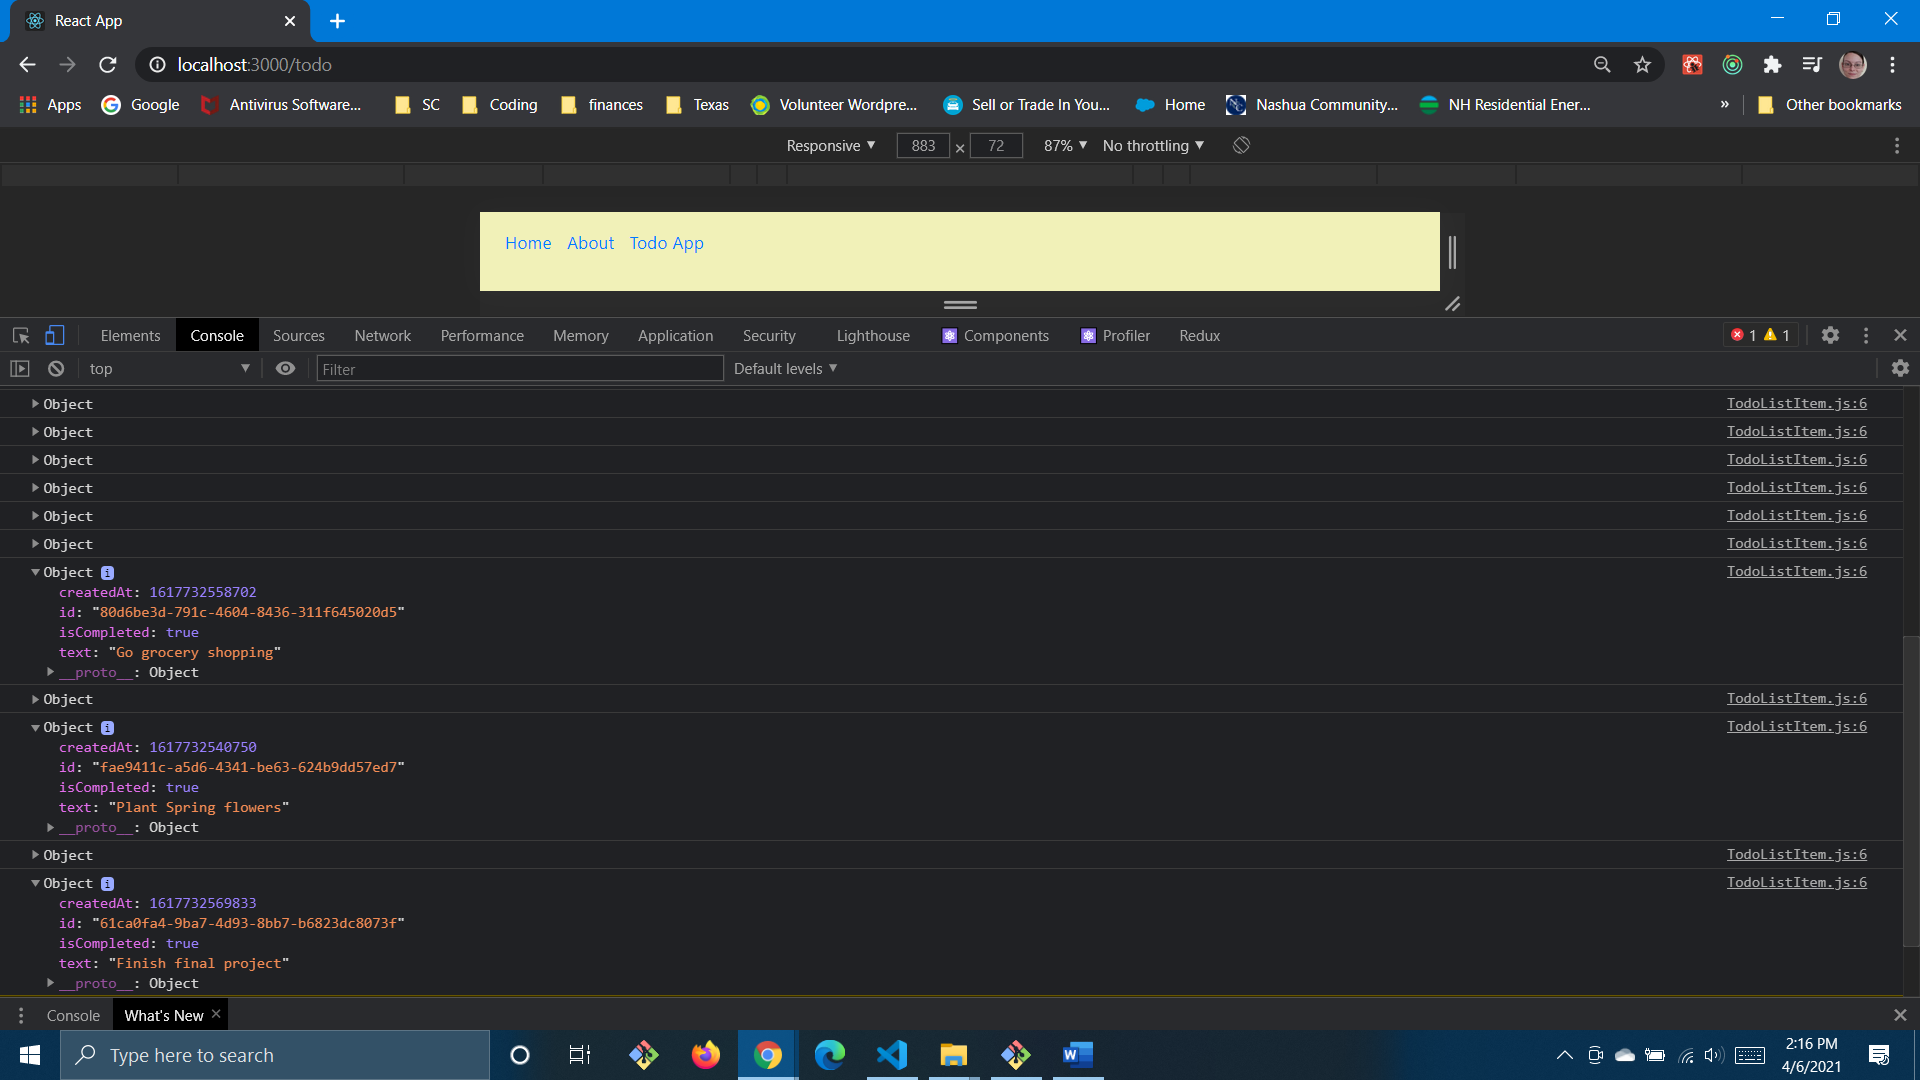 React App
localhost:3000/todo
Apps Google Antivirus Software... SC Coding finances Texas Volunteer Wordpre... Sell or Trade In You... Home Nashua Community... NH Residential Ener... » Other bookmarks
Responsive ▼ 883 × 72 87% ▼ No throttling ▼
Home About Todo App
Elements Console Sources Network Performance Memory Application Security Lighthouse Components Profiler Redux 1 1
top ▼ Filter Default levels ▼
Object TodoListItem.js:6
Object TodoListItem.js:6
Object TodoListItem.js:6
Object TodoListItem.js:6
Object TodoListItem.js:6
Object TodoListItem.js:6
Object i TodoListItem.js:6
createdAt: 1617732558702
id: "80d6be3d-791c-4604-8436-311f645020d5"
isCompleted: true
text: "Go grocery shopping"
__proto__: Object
Object TodoListItem.js:6
Object i TodoListItem.js:6
createdAt: 1617732540750
id: "fae9411c-a5d6-4341-be63-624b9dd57ed7"
isCompleted: true
text: "Plant Spring flowers"
__proto__: Object
Object TodoListItem.js:6
Object i TodoListItem.js:6
createdAt: 1617732569833
id: "61ca0fa4-9ba7-4d93-8bb7-b6823dc8073f"
isCompleted: true
text: "Finish final project"
__proto__: Object
Console What's New
Type here to search
2:16 PM
4/6/2021